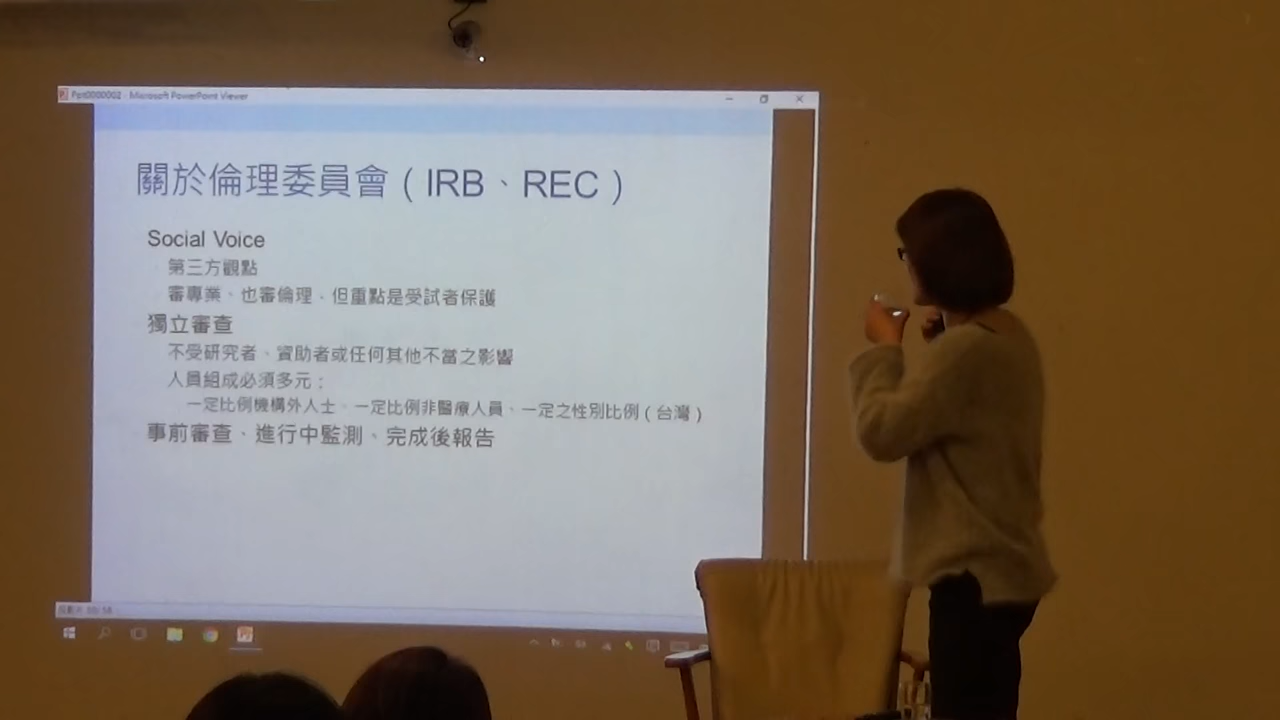 Microsoft PowerPoint Viewer
關於倫理委員會（IRB、REC）
Social Voice
第三方觀點
審專業、也審倫理，但重點是受試者保護
獨立審查
不受研究者、資助者或任何其他不當之影響
人員組成必須多元：
一定比例機構外人士、一定比例非醫療人員、一定之性別比例（台灣）
事前審查、進行中監測、完成後報告